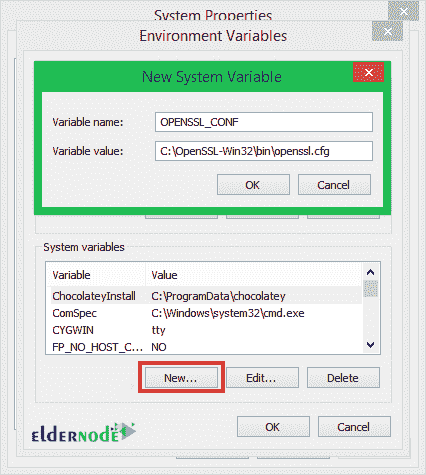 System Properties
Environment Variables
New System Variable
Variable name: OPENSSL_CONF
Variable value: C:\OpenSSL-Win32\bin\openssl.cfg
OK Cancel
System variables
Variable Value
ChocolateyInstall C:\ProgramData\chocolatey
ComSpec C:\Windows\system32\cmd.exe
CYGWIN tty
FP_NO_HOST_C... NO
New... Edit... Delete
eldernode
OK Cancel